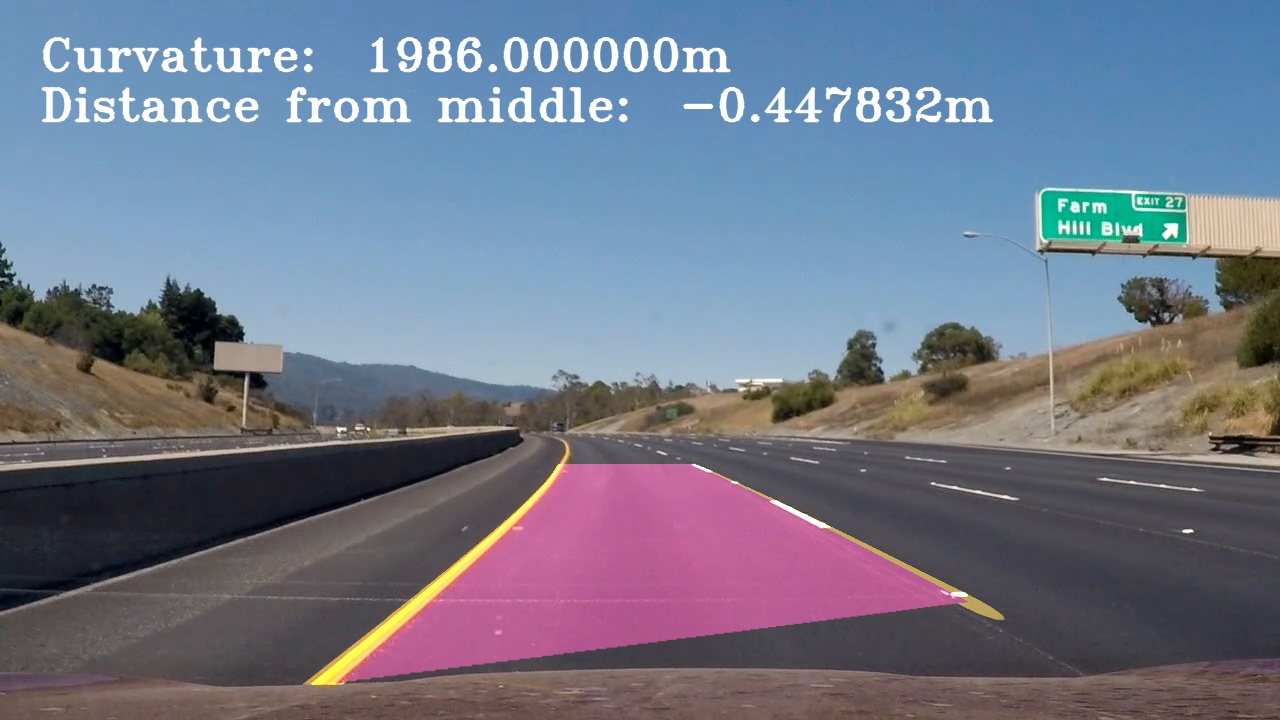 Curvature: 1986.000000m
Distance from middle: -0.447832m
EXIT 27
Farm
Hill Blvd